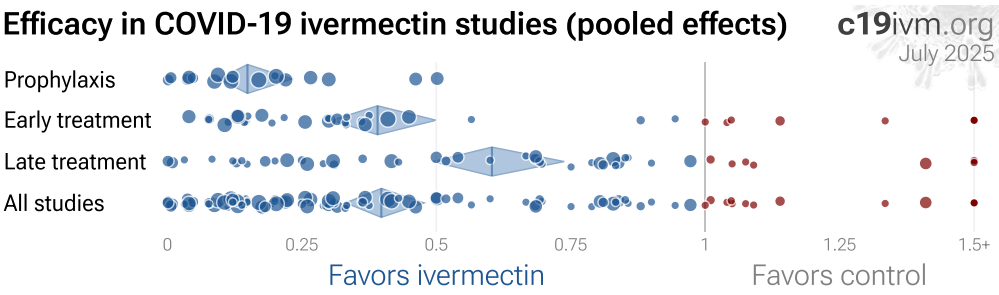 Efficacy in COVID-19 ivermectin studies (pooled effects)
c19ivm.org
July 2025
Prophylaxis
Early treatment
Late treatment
All studies
0 0.25 0.5 0.75 1 1.25 1.5+
Favors ivermectin Favors control